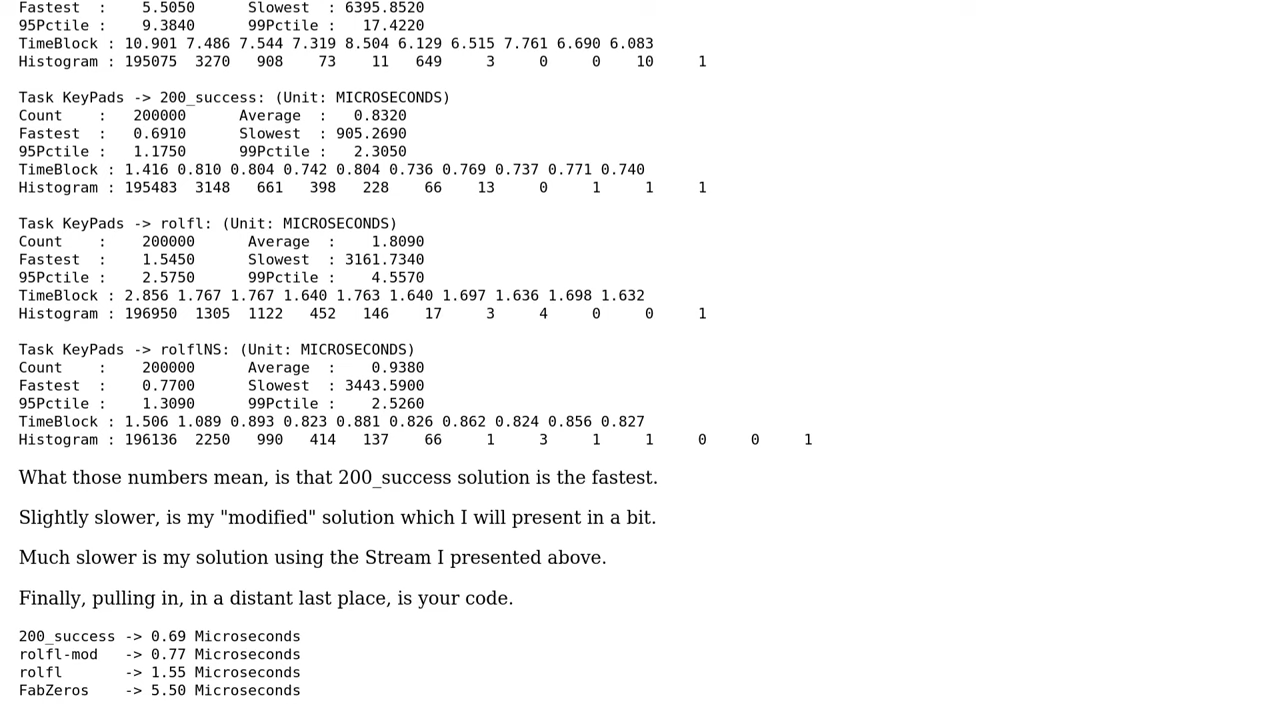 Fastest  :    5.5050      Slowest  : 6395.8520
95Pctile :    9.3840     99Pctile :   17.4220
TimeBlock : 10.901 7.486 7.544 7.319 8.504 6.129 6.515 7.761 6.690 6.083
Histogram : 195075  3270   908    73    11   649     3     0     0    10     1
Task KeyPads -> 200_success: (Unit: MICROSECONDS)
Count    :   200000      Average  :   0.8320
Fastest  :   0.6910      Slowest  : 905.2690
95Pctile :   1.1750     99Pctile :   2.3050
TimeBlock : 1.416 0.810 0.804 0.742 0.804 0.736 0.769 0.737 0.771 0.740
Histogram : 195483  3148   661   398   228    66    13     0     1     1     1
Task KeyPads -> rolfl: (Unit: MICROSECONDS)
Count    :    200000      Average  :    1.8090
Fastest  :    1.5450      Slowest  : 3161.7340
95Pctile :    2.5750     99Pctile :    4.5570
TimeBlock : 2.856 1.767 1.767 1.640 1.763 1.640 1.697 1.636 1.698 1.632
Histogram : 196950  1305  1122   452   146    17     3     4     0     0     1
Task KeyPads -> rolflNS: (Unit: MICROSECONDS)
Count    :    200000      Average  :    0.9380
Fastest  :    0.7700      Slowest  : 3443.5900
95Pctile :    1.3090     99Pctile :    2.5260
TimeBlock : 1.506 1.089 0.893 0.823 0.881 0.826 0.862 0.824 0.856 0.827
Histogram : 196136  2250   990   414   137    66     1     3     1     1     0     0     1
What those numbers mean, is that 200_success solution is the fastest.
Slightly slower, is my "modified" solution which I will present in a bit.
Much slower is my solution using the Stream I presented above.
Finally, pulling in, in a distant last place, is your code.
200_success -> 0.69 Microseconds
rolfl-mod   -> 0.77 Microseconds
rolfl       -> 1.55 Microseconds
FabZeros    -> 5.50 Microseconds